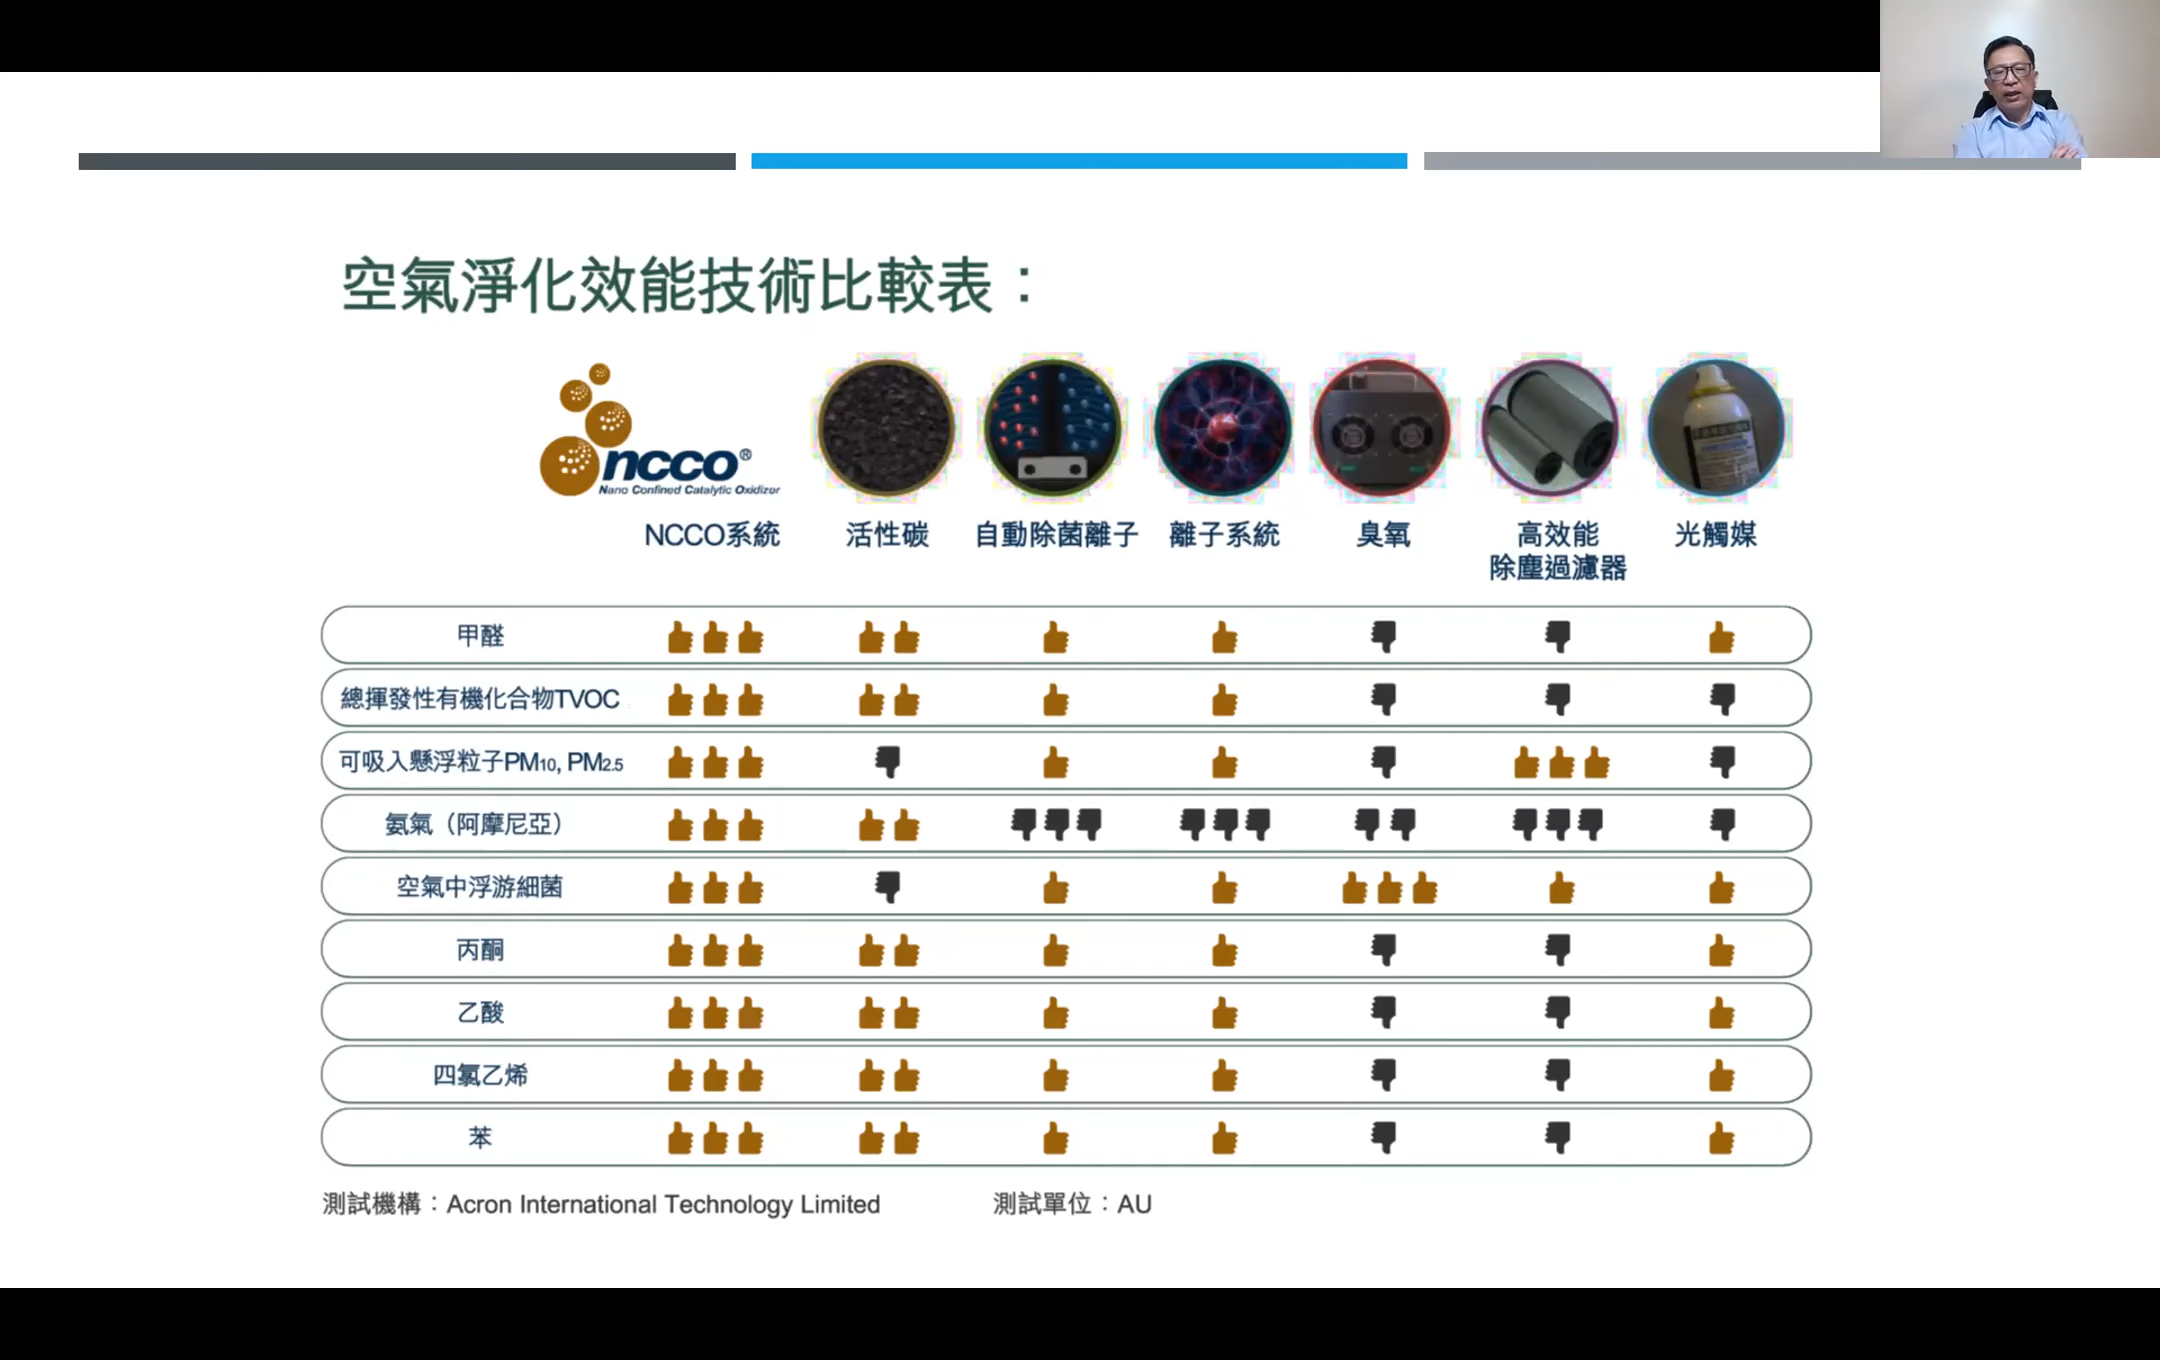 空氣淨化效能技術比較表：
ncco®
Nano Confined Catalytic Oxidizer
NCCO系統 活性碳 自動除菌離子 離子系統 臭氧 高效能 光觸媒
除塵過濾器
甲醛
總揮發性有機化合物TVOC
可吸入懸浮粒子PM10, PM2.5
氨氣（阿摩尼亞）
空氣中浮游細菌
丙酮
乙酸
四氯乙烯
苯
測試機構：Acron International Technology Limited 測試單位：AU